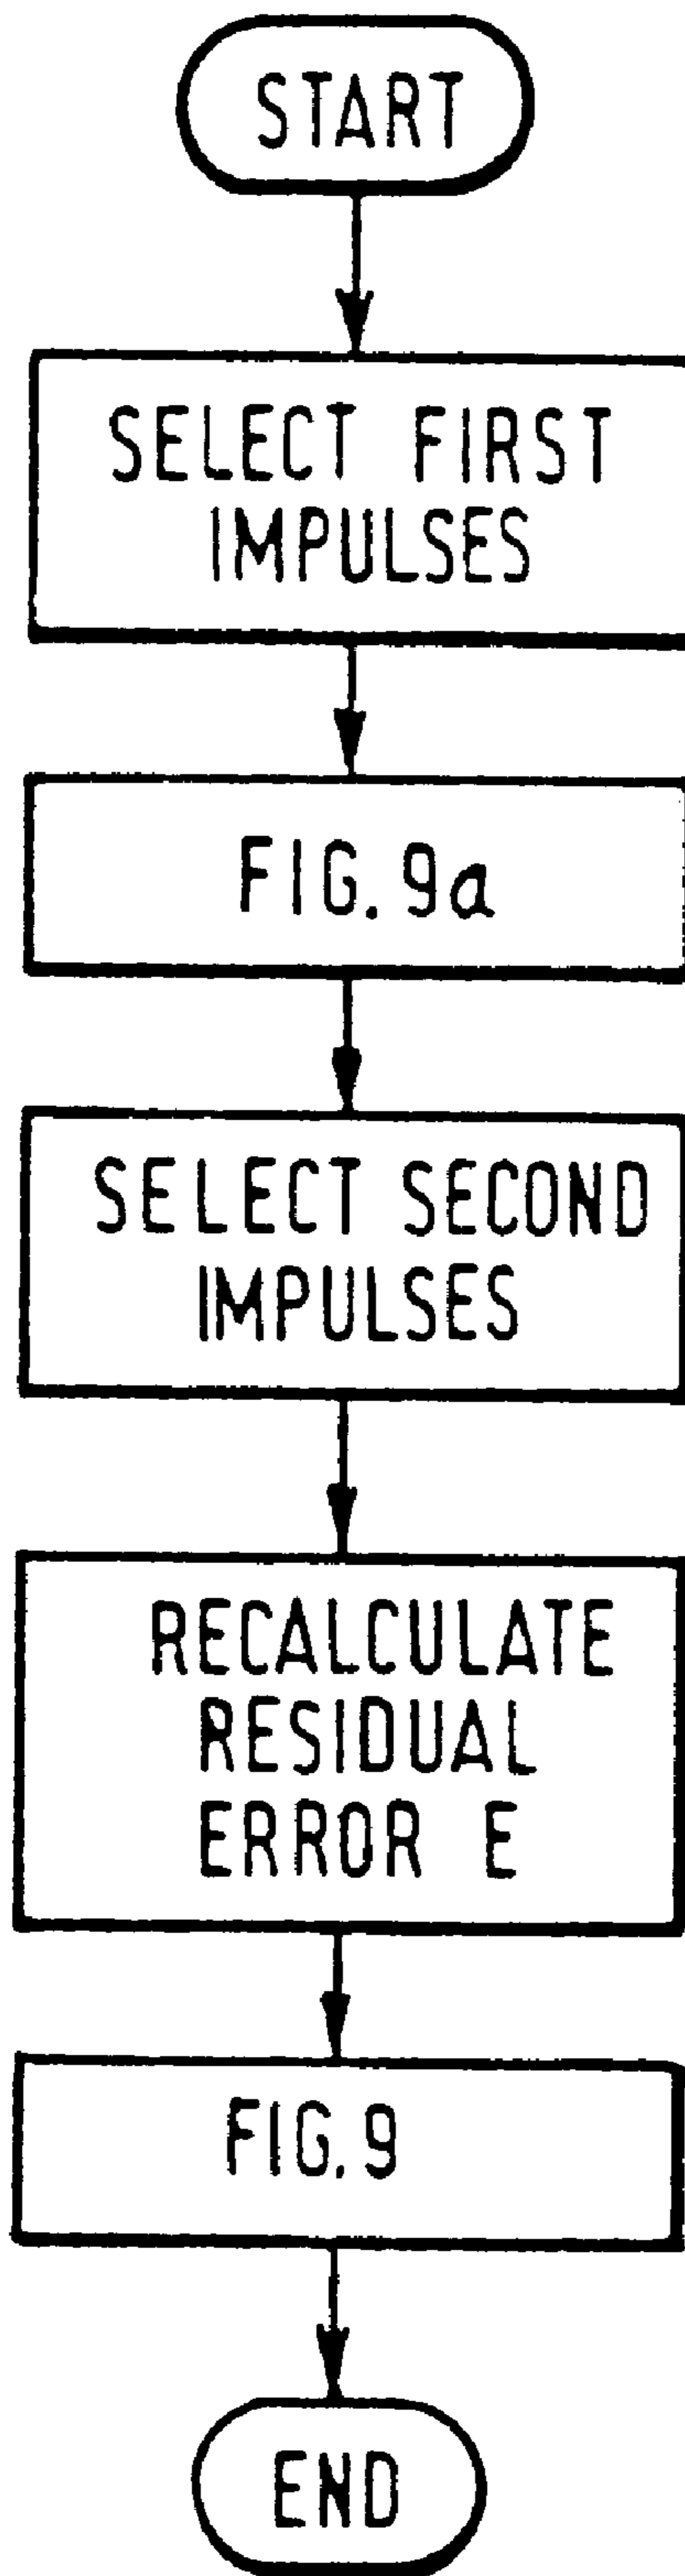 START
SELECT FIRST
IMPULSES
FIG. 9a
SELECT SECOND
IMPULSES
RECALCULATE
RESIDUAL
ERROR E
FIG. 9
END